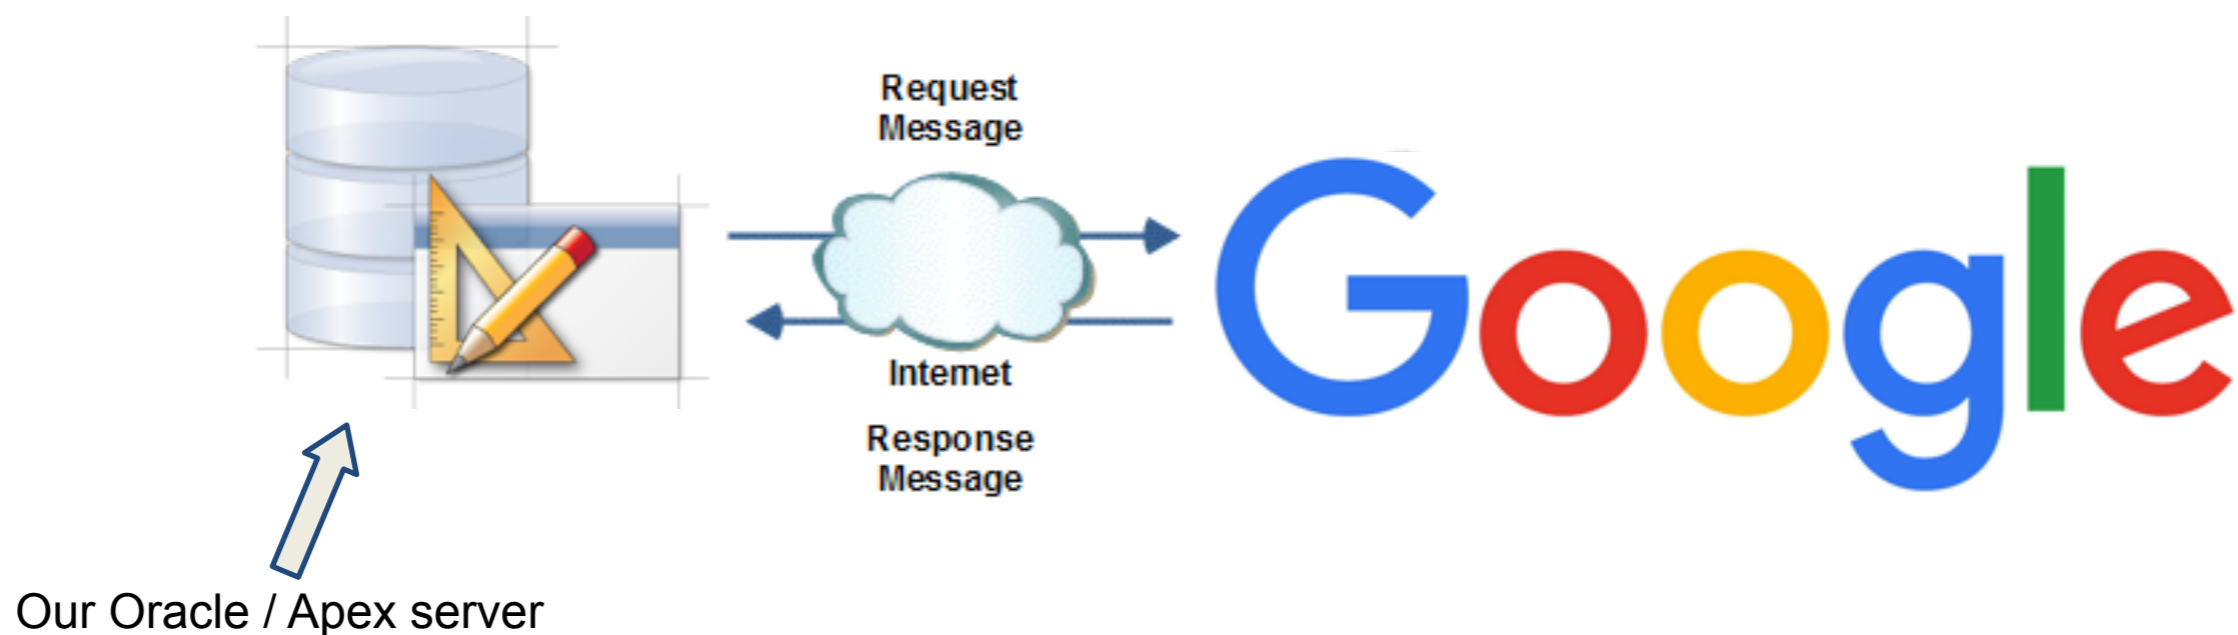 Request
Message
Google
Internet
Response
Message
Our Oracle / Apex server